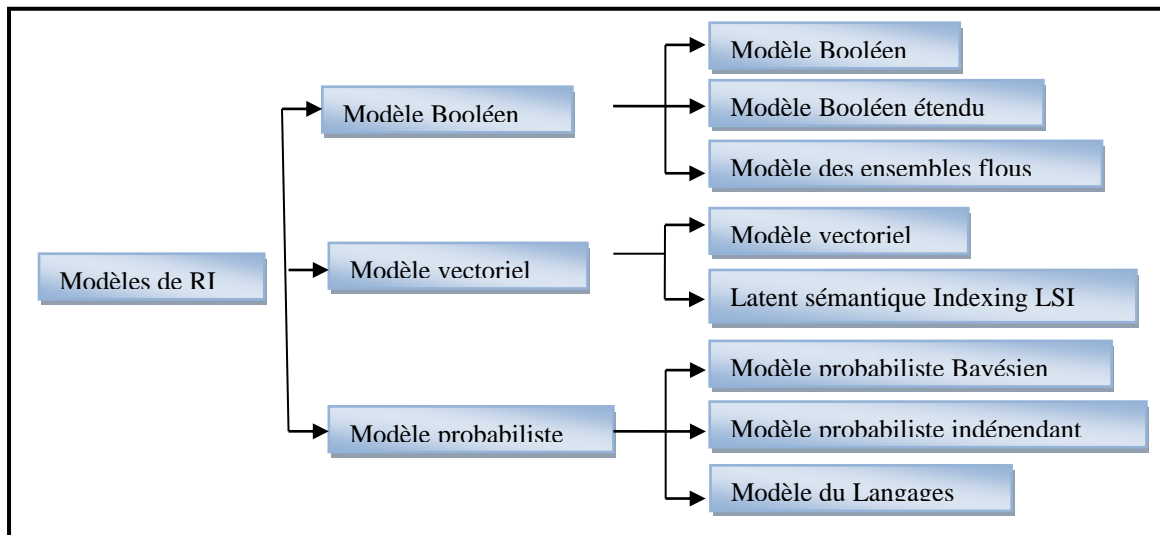 Modèles de RI
Modèle Booléen
Modèle Booléen
Modèle Booléen étendu
Modèle des ensembles flous
Modèle vectoriel
Modèle vectoriel
Latent sémantique Indexing LSI
Modèle probabiliste
Modèle probabiliste Bayésien
Modèle probabiliste indépendant
Modèle du Langages